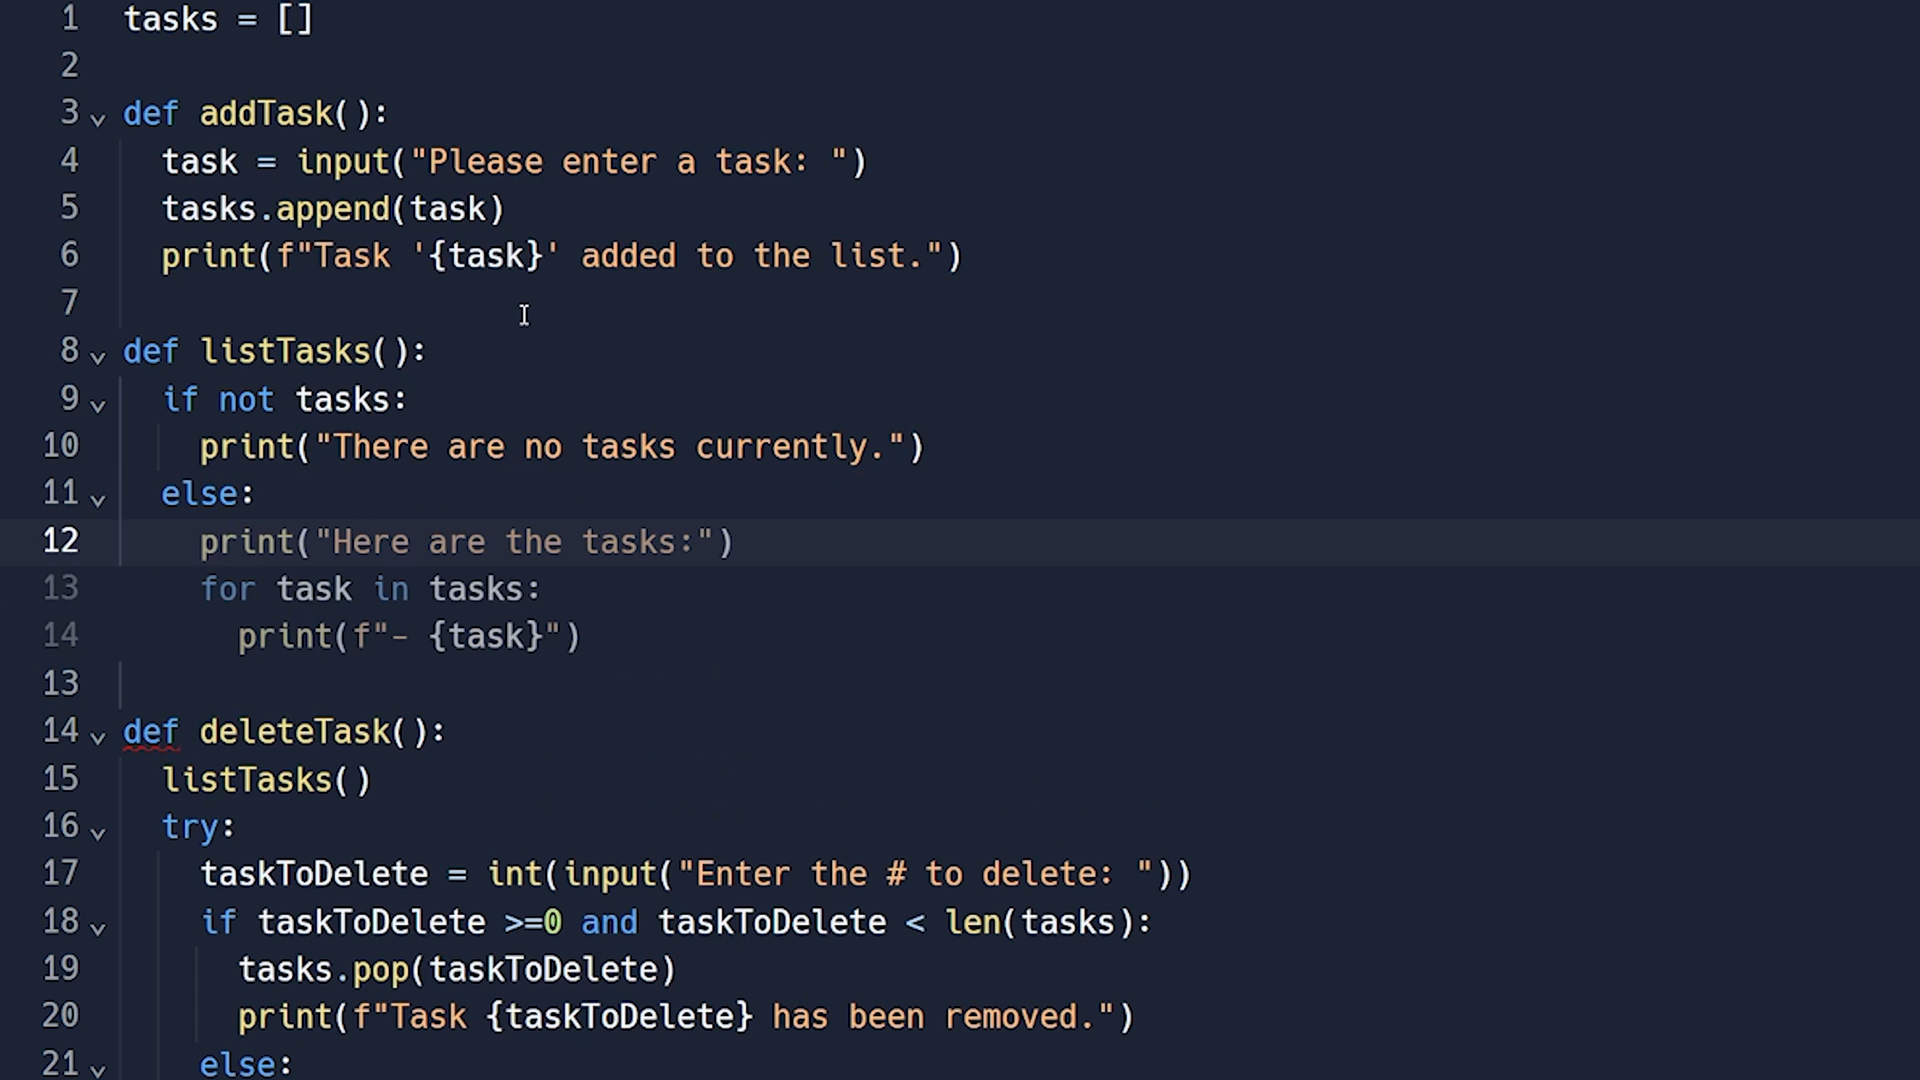 1 tasks = []
2
3 def addTask():
4   task = input("Please enter a task: ")
5   tasks.append(task)
6   print(f"Task '{task}' added to the list.")
7
8 def listTasks():
9   if not tasks:
10     print("There are no tasks currently.")
11   else:
12     print("Here are the tasks:")
13     for task in tasks:
14       print(f"- {task}")
13
14 def deleteTask():
15   listTasks()
16   try:
17     taskToDelete = int(input("Enter the # to delete: "))
18     if taskToDelete >=0 and taskToDelete < len(tasks):
19       tasks.pop(taskToDelete)
20       print(f"Task {taskToDelete} has been removed.")
21     else: